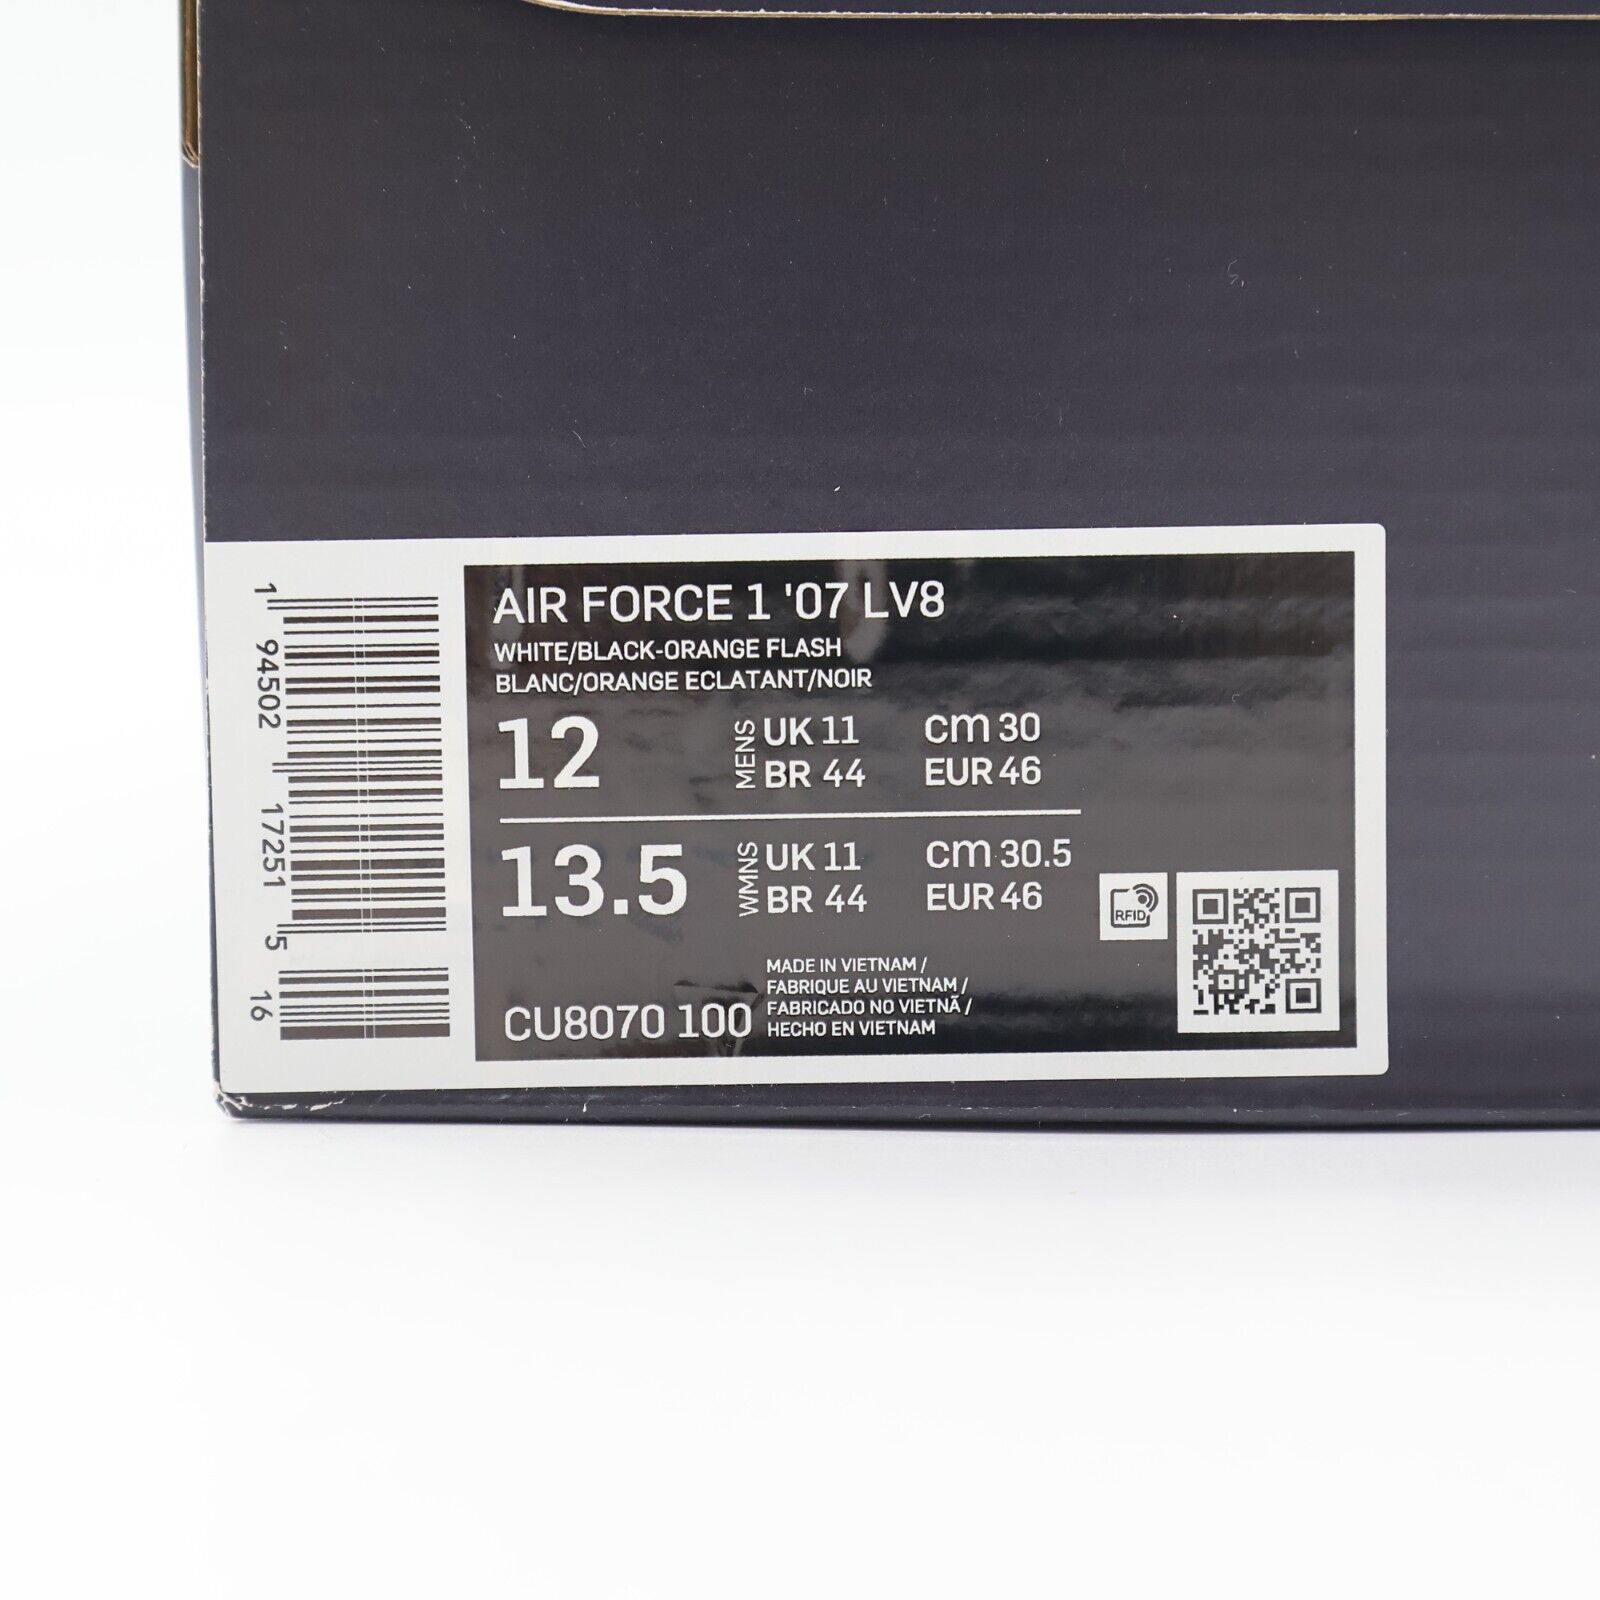 AIR FORCE 1 '07 LV8
WHITE/BLACK-ORANGE FLASH
BLANC/ORANGE ECLATANT/NOIR
12 MENS UK 11 cm 30
BR 44 EUR 46
13.5 WMNS UK 11 cm 30.5
BR 44 EUR 46
RFID
MADE IN VIETNAM /
FABRIQUE AU VIETNAM /
FABRICADO NO VIETNÃ /
HECHO EN VIETNAM
CU8070 100
1 94502 17251 5 16